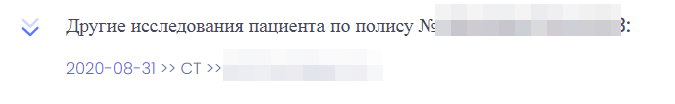 Другие исследования пациента по полису №
2020-08-31 >> CT >>